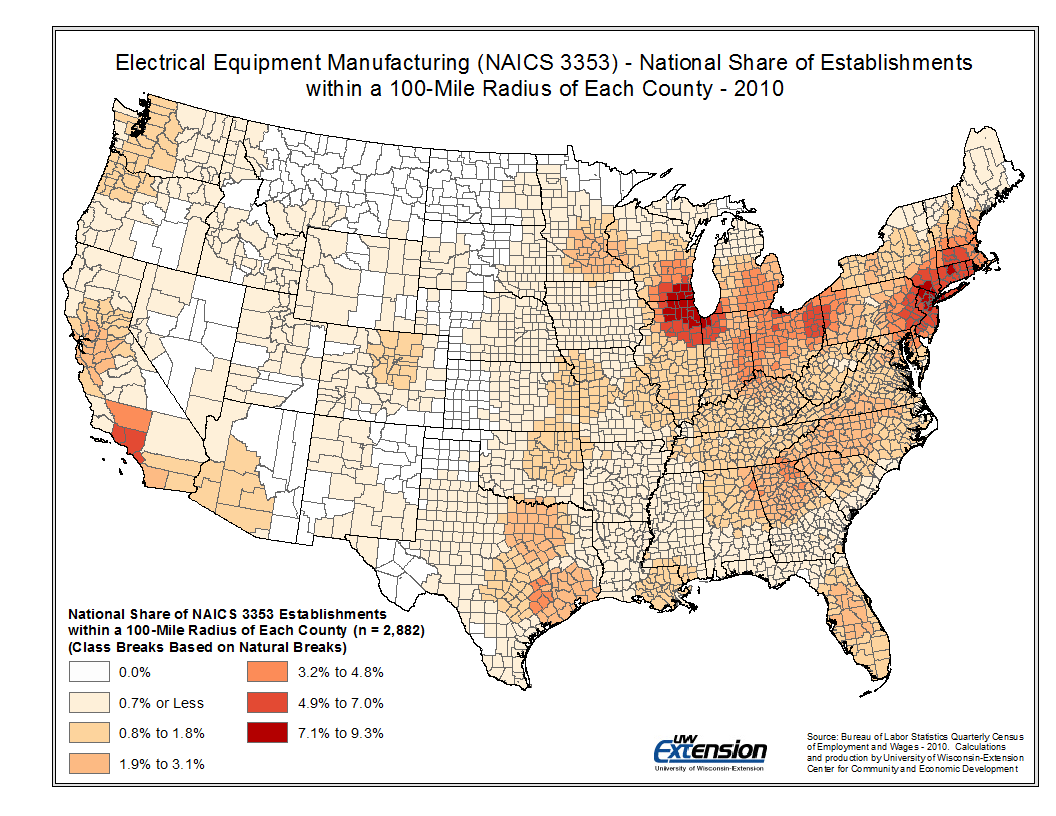 Electrical Equipment Manufacturing (NAICS 3353) - National Share of Establishments
within a 100-Mile Radius of Each County - 2010
National Share of NAICS 3353 Establishments
within a 100-Mile Radius of Each County (n = 2,882)
(Class Breaks Based on Natural Breaks)
0.0%
0.7% or Less
0.8% to 1.8%
1.9% to 3.1%
3.2% to 4.8%
4.9% to 7.0%
7.1% to 9.3%
UW
Extension
University of Wisconsin-Extension
Source: Bureau of Labor Statistics Quarterly Census
of Employment and Wages - 2010. Calculations
and production by University of Wisconsin-Extension
Center for Community and Economic Development